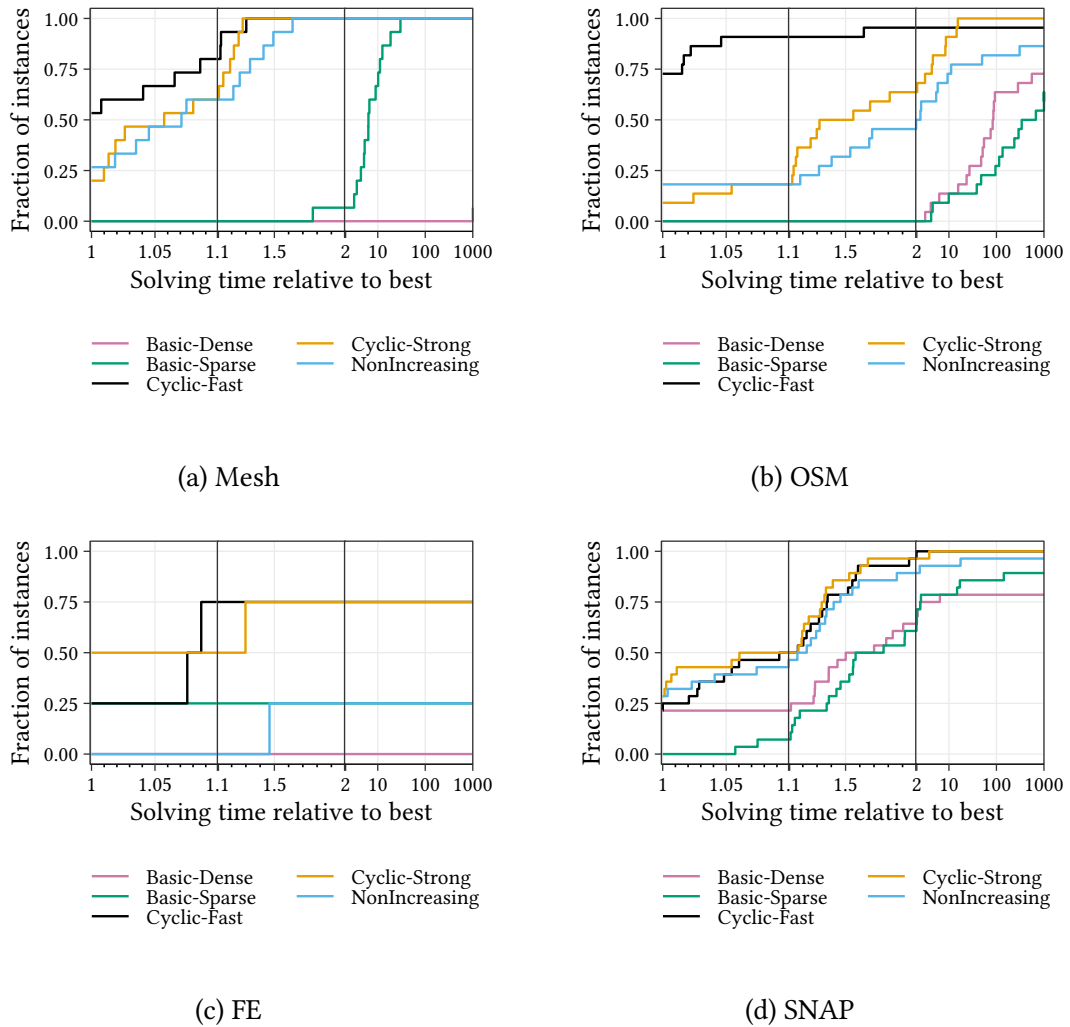 Fraction of instances
1.00
0.75
0.50
0.25
0.00
1 1.05 1.1 1.5 2 10 100 1000
Solving time relative to best
Basic-Dense Cyclic-Strong
Basic-Sparse NonIncreasing
Cyclic-Fast
(a) Mesh
Fraction of instances
1.00
0.75
0.50
0.25
0.00
1 1.05 1.1 1.5 2 10 100 1000
Solving time relative to best
Basic-Dense Cyclic-Strong
Basic-Sparse NonIncreasing
Cyclic-Fast
(b) OSM
Fraction of instances
1.00
0.75
0.50
0.25
0.00
1 1.05 1.1 1.5 2 10 100 1000
Solving time relative to best
Basic-Dense Cyclic-Strong
Basic-Sparse NonIncreasing
Cyclic-Fast
(c) FE
Fraction of instances
1.00
0.75
0.50
0.25
0.00
1 1.05 1.1 1.5 2 10 100 1000
Solving time relative to best
Basic-Dense Cyclic-Strong
Basic-Sparse NonIncreasing
Cyclic-Fast
(d) SNAP